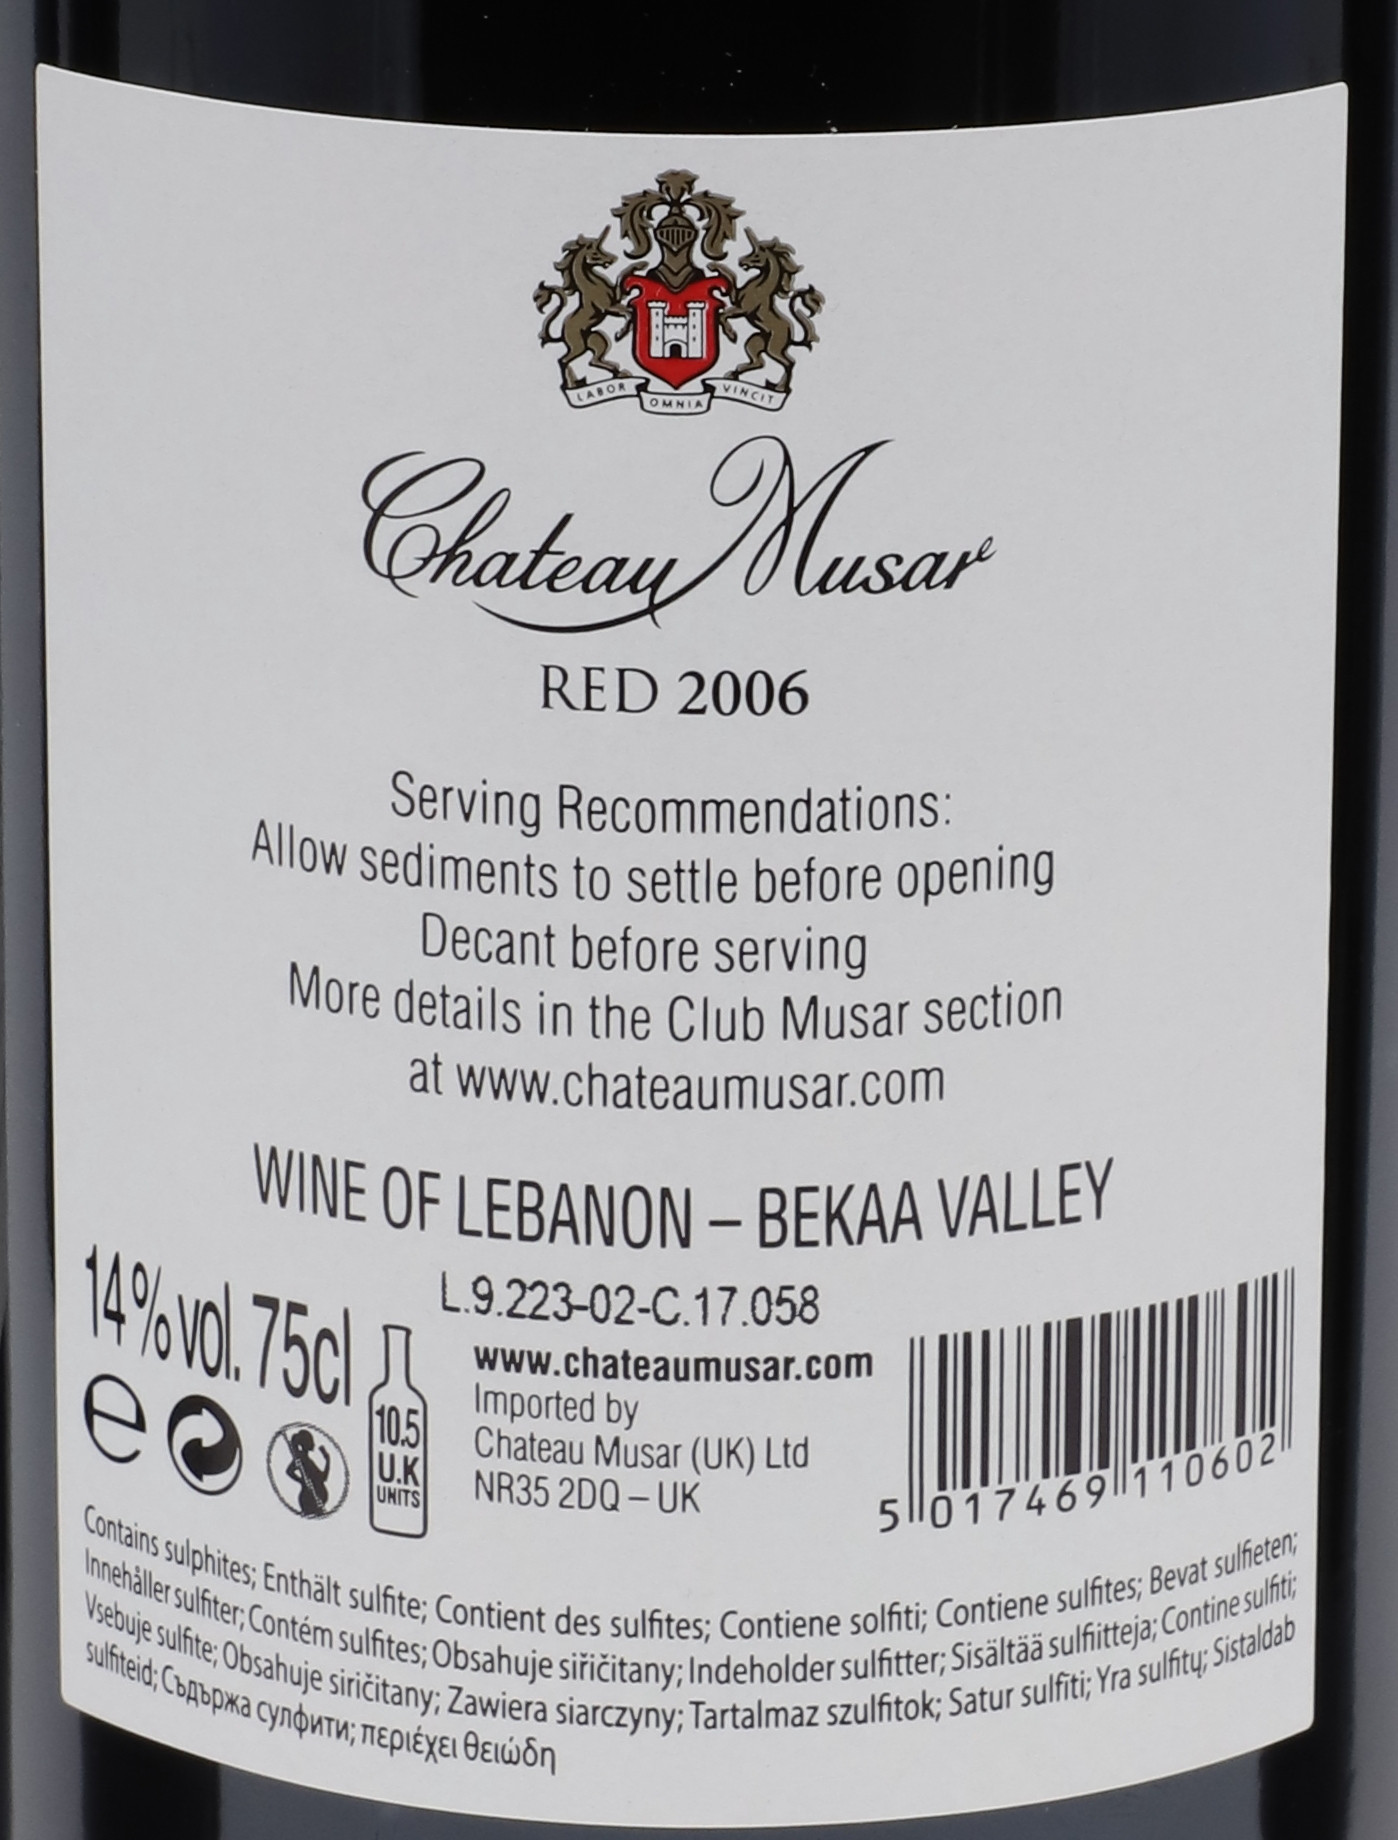 LABOR OMNIA VINCIT
Chateau Musar
RED 2006
Serving Recommendations:
Allow sediments to settle before opening
Decant before serving
More details in the Club Musar section
at www.chateaumusar.com
WINE OF LEBANON – BEKAA VALLEY
14% vol. 75cl
L.9.223-02-C.17.058
e
10.5
U.K
UNITS
www.chateaumusar.com
Imported by
Chateau Musar (UK) Ltd
NR35 2DQ – UK
5 017469 110602
Contains sulphites; Enthält sulfite; Contient des sulfites; Contiene solfiti; Contiene sulfites; Bevat sulfieten;
Innehåller sulfiter; Contém sulfites; Obsahuje siřičitany; Indeholder sulfitter; Sisältää sulfiitteja; Contine sulfiti;
Vsebuje sulfite; Obsahuje siričitany; Zawiera siarczyny; Tartalmaz szulfitok; Satur sulfiti; Yra sulfitų; Sistaldab
sulfiteid; Съдържа сулфити; περιέχει θειώδη